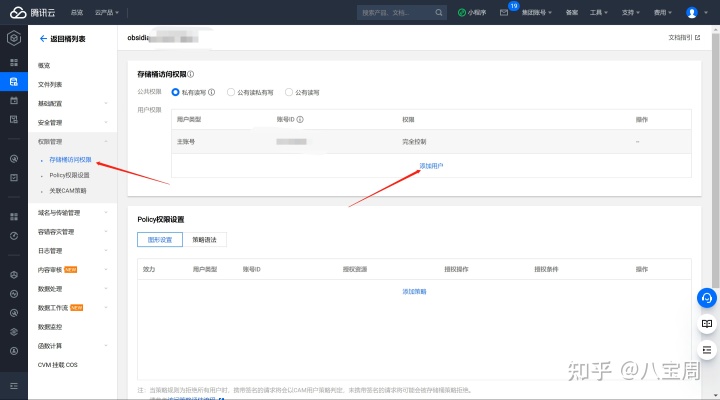 腾讯云 总览 云产品 搜索产品、文档... 小程序 19 集团账号 备案 工具 支持 费用
返回桶列表
obsidia
文档指引
概览
文件列表
基础配置
安全管理
权限管理
存储桶访问权限
Policy权限设置
关联CAM策略
域名与传输管理
容错容灾管理
日志管理
内容审核 NEW
数据处理
数据工作流 NEW
数据监控
函数计算
CVM 挂载 COS
存储桶访问权限
公共权限 私有读写 公有读私有写 公有读写
用户权限
用户类型 账号ID 权限 操作
主账号 完全控制 --
添加用户
Policy权限设置
图形设置 策略语法
效力 用户类型 账号ID 授权资源 授权操作 授权条件 操作
添加策略
注：当策略规则为拒绝所有用户时，携带签名的请求将会以CAM用户策略判定，未携带签名的请求将可能会被存储桶策略拒绝。
知乎 @八宝周